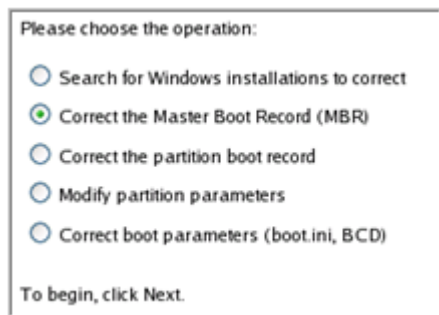 Please choose the operation:
Search for Windows installations to correct
Correct the Master Boot Record (MBR)
Correct the partition boot record
Modify partition parameters
Correct boot parameters (boot.ini, BCD)
To begin, click Next.